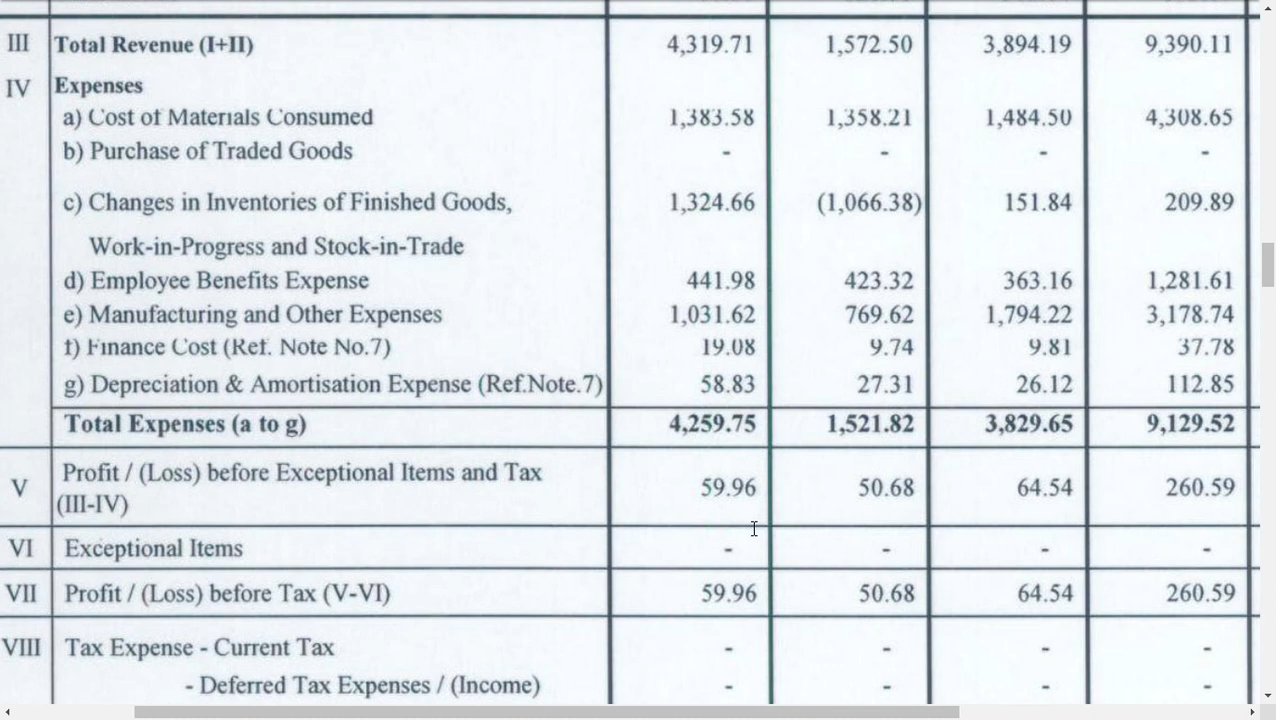 III Total Revenue (I+II) 4,319.71 1,572.50 3,894.19 9,390.11
IV Expenses
a) Cost of Materials Consumed 1,383.58 1,358.21 1,484.50 4,308.65
b) Purchase of Traded Goods - - - -
c) Changes in Inventories of Finished Goods, 1,324.66 (1,066.38) 151.84 209.89
Work-in-Progress and Stock-in-Trade
d) Employee Benefits Expense 441.98 423.32 363.16 1,281.61
e) Manufacturing and Other Expenses 1,031.62 769.62 1,794.22 3,178.74
f) Finance Cost (Ref. Note No.7) 19.08 9.74 9.81 37.78
g) Depreciation & Amortisation Expense (Ref.Note.7) 58.83 27.31 26.12 112.85
Total Expenses (a to g) 4,259.75 1,521.82 3,829.65 9,129.52
Profit / (Loss) before Exceptional Items and Tax
V (III-IV) 59.96 50.68 64.54 260.59
VI Exceptional Items - - - -
VII Profit / (Loss) before Tax (V-VI) 59.96 50.68 64.54 260.59
VIII Tax Expense - Current Tax - - - -
- Deferred Tax Expenses / (Income) - - - -